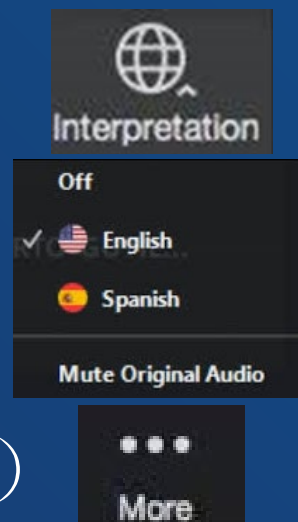 Interpretation
Off
English
Spanish
Mute Original Audio
More